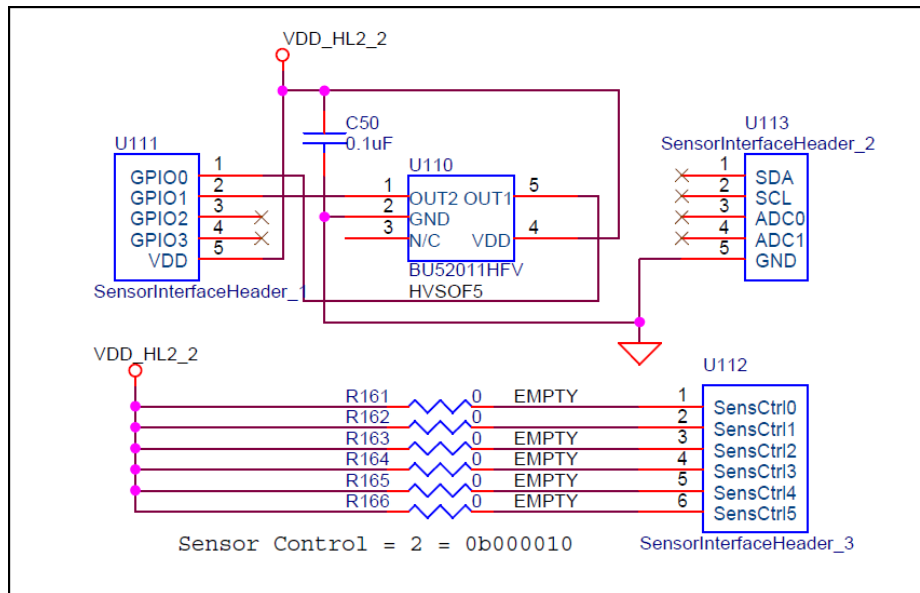 VDD_HL2_2
C50
0.1uF
U111
1
GPIO0
2
GPIO1
3
GPIO2
4
GPIO3
5
VDD
SensorInterfaceHeader_1
U110
1
OUT2 OUT1
5
2
GND
3
N/C
VDD
4
BU52011HFV
HVSOF5
U113
SensorInterfaceHeader_2
1
SDA
2
SCL
3
ADC0
4
ADC1
5
GND
VDD_HL2_2
U112
R161 0 EMPTY 1 SensCtrl0
R162 0 2 SensCtrl1
R163 0 EMPTY 3 SensCtrl2
R164 0 EMPTY 4 SensCtrl3
R165 0 EMPTY 5 SensCtrl4
R166 0 EMPTY 6 SensCtrl5
Sensor Control = 2 = 0b000010
SensorInterfaceHeader_3